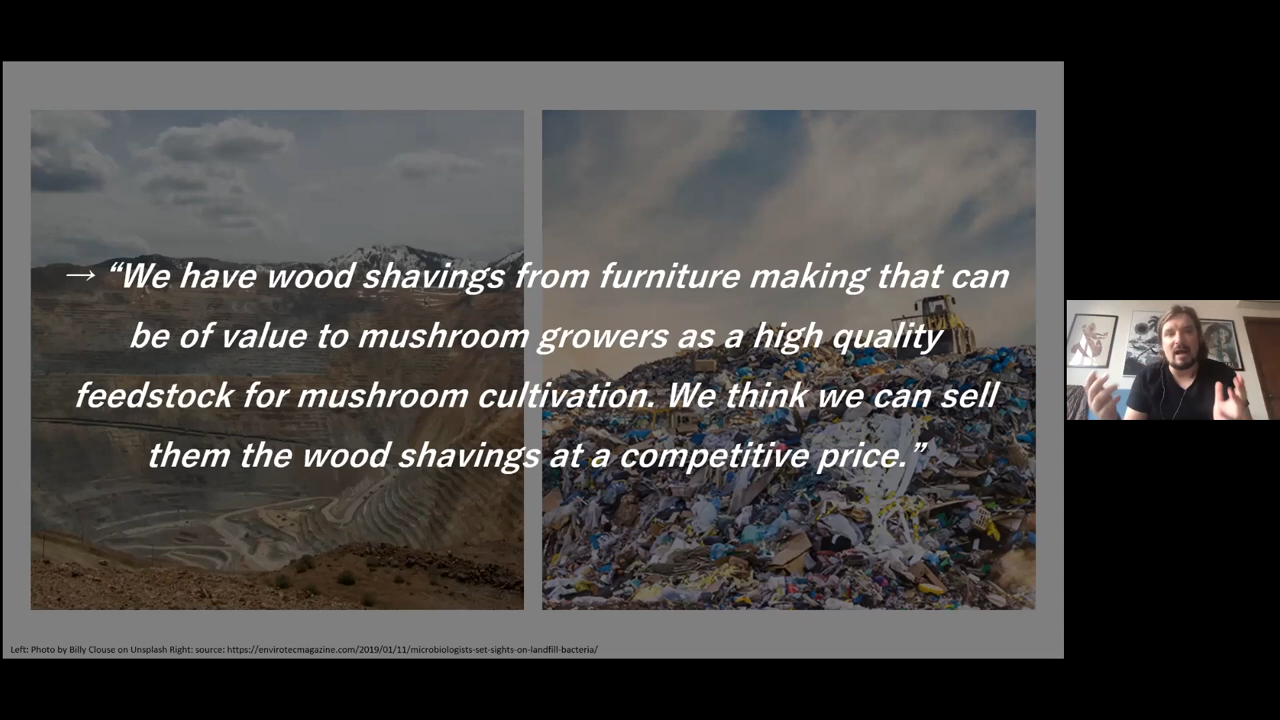 → “We have wood shavings from furniture making that can
be of value to mushroom growers as a high quality
feedstock for mushroom cultivation. We think we can sell
them the wood shavings at a competitive price.”
Left: Photo by Billy Clouse on Unsplash Right: source: https://envirotecmagazine.com/2019/01/11/microbiologists-set-sights-on-landfill-bacteria/